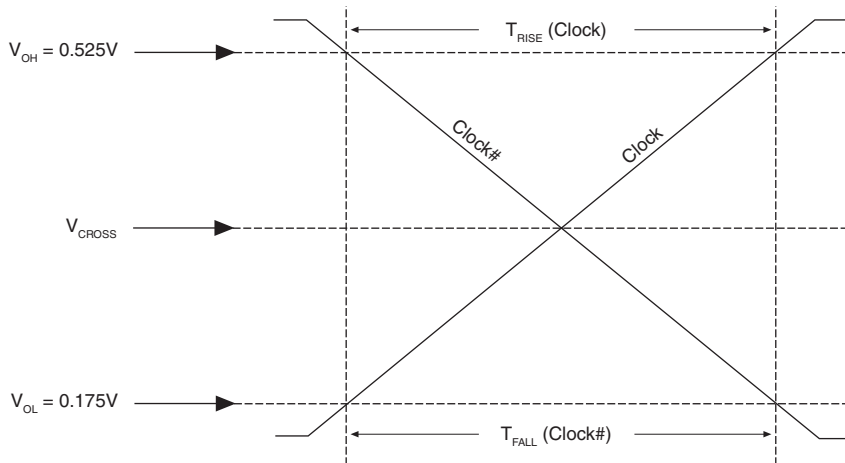 T_RISE (Clock)
V_OH = 0.525V
Clock#
Clock
V_CROSS
V_OL = 0.175V
T_FALL (Clock#)